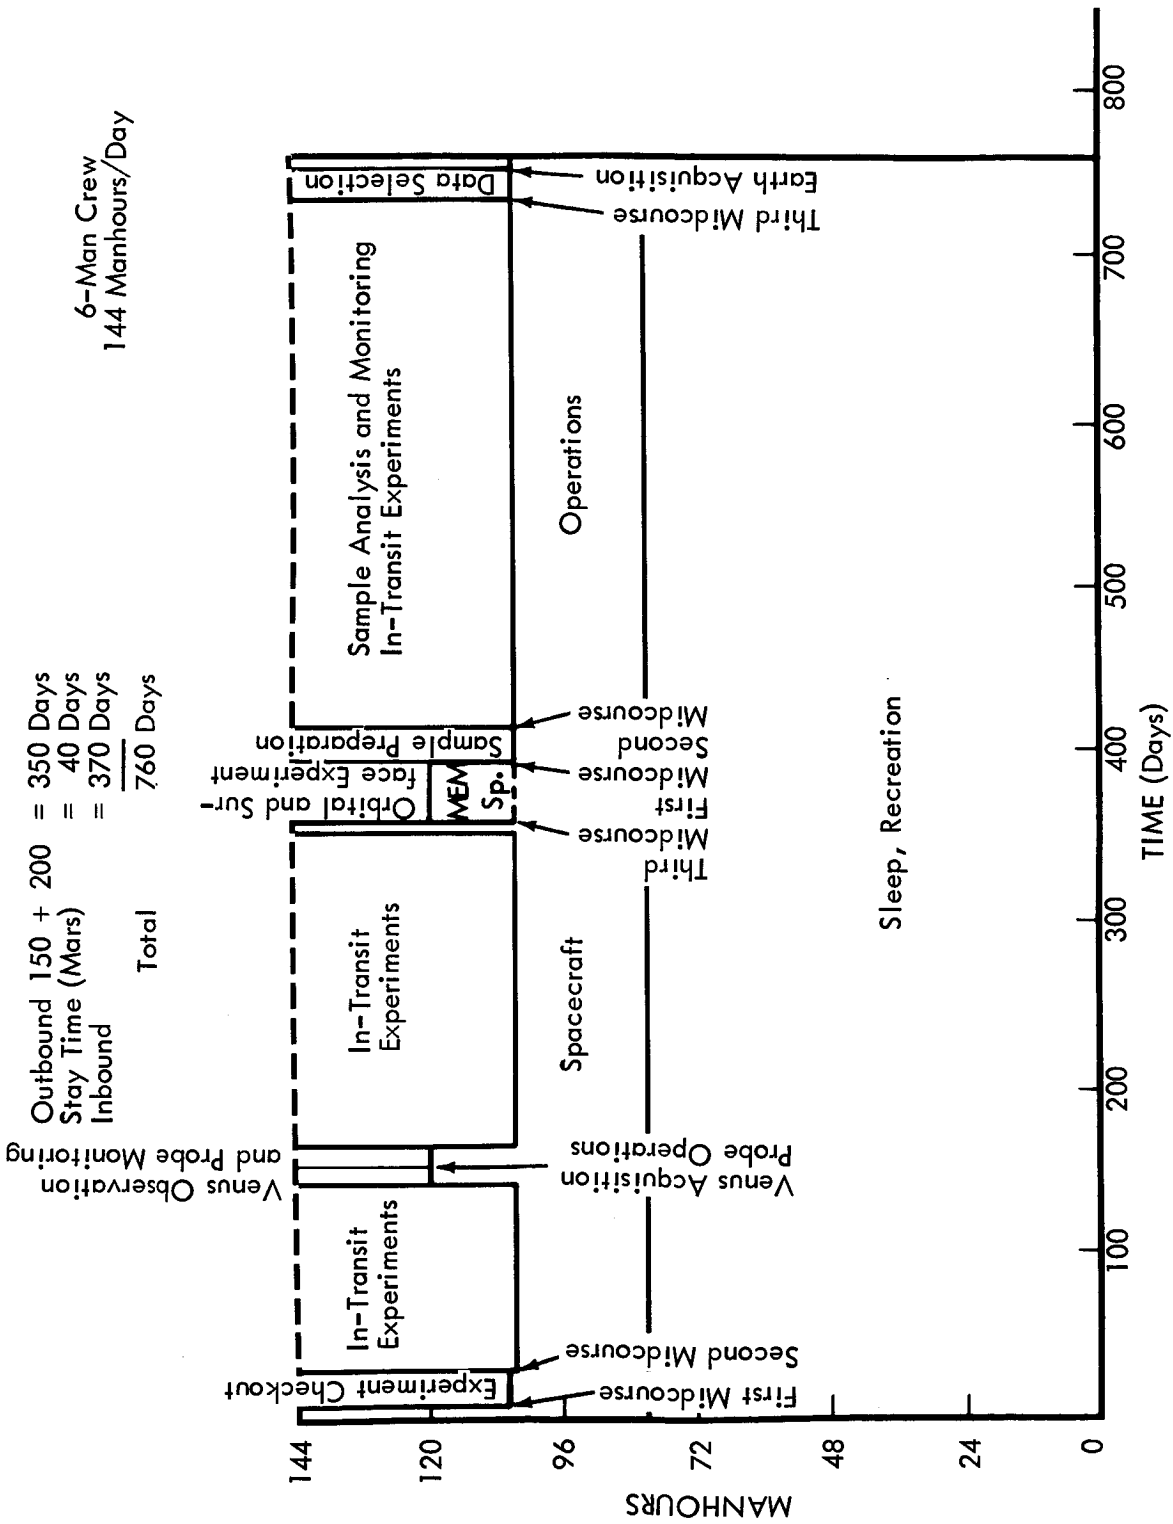 Outbound 150 + 200 = 350 Days
Stay Time (Mars) = 40 Days
Inbound = 370 Days
Total 760 Days
6-Man Crew
144 Manhours/Day
MANHOURS
144
120
96
72
48
24
0
Experiment Checkout
In-Transit
Experiments
Venus Observation
and Probe Monitoring
In-Transit
Experiments
Orbital and Sur-
face Experiment
MEM
Sp.
Sample Preparation
Sample Analysis and Monitoring
In-Transit Experiments
Data Selection
First Midcourse
Second Midcourse
Venus Acquisition
Probe Operations
Third
Midcourse
First
Midcourse
Second
Midcourse
Third Midcourse
Earth Acquisition
Spacecraft
Operations
Sleep, Recreation
100
200
300
400
500
600
700
800
TIME (Days)